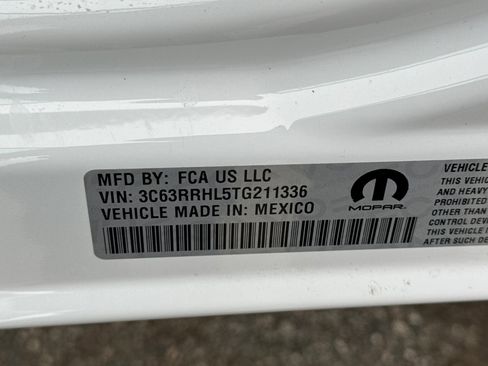 MFD BY: FCA US LLC
VIN: 3C63RRHL5TG211336
VEHICLE MADE IN: MEXICO
MOPAR
VEHICLE
THIS VEH
AND HEAVY
PROHIBITED
OTHER THAN
CONTROL DEV
THIS VEHICLE
AFTER SUCH DE